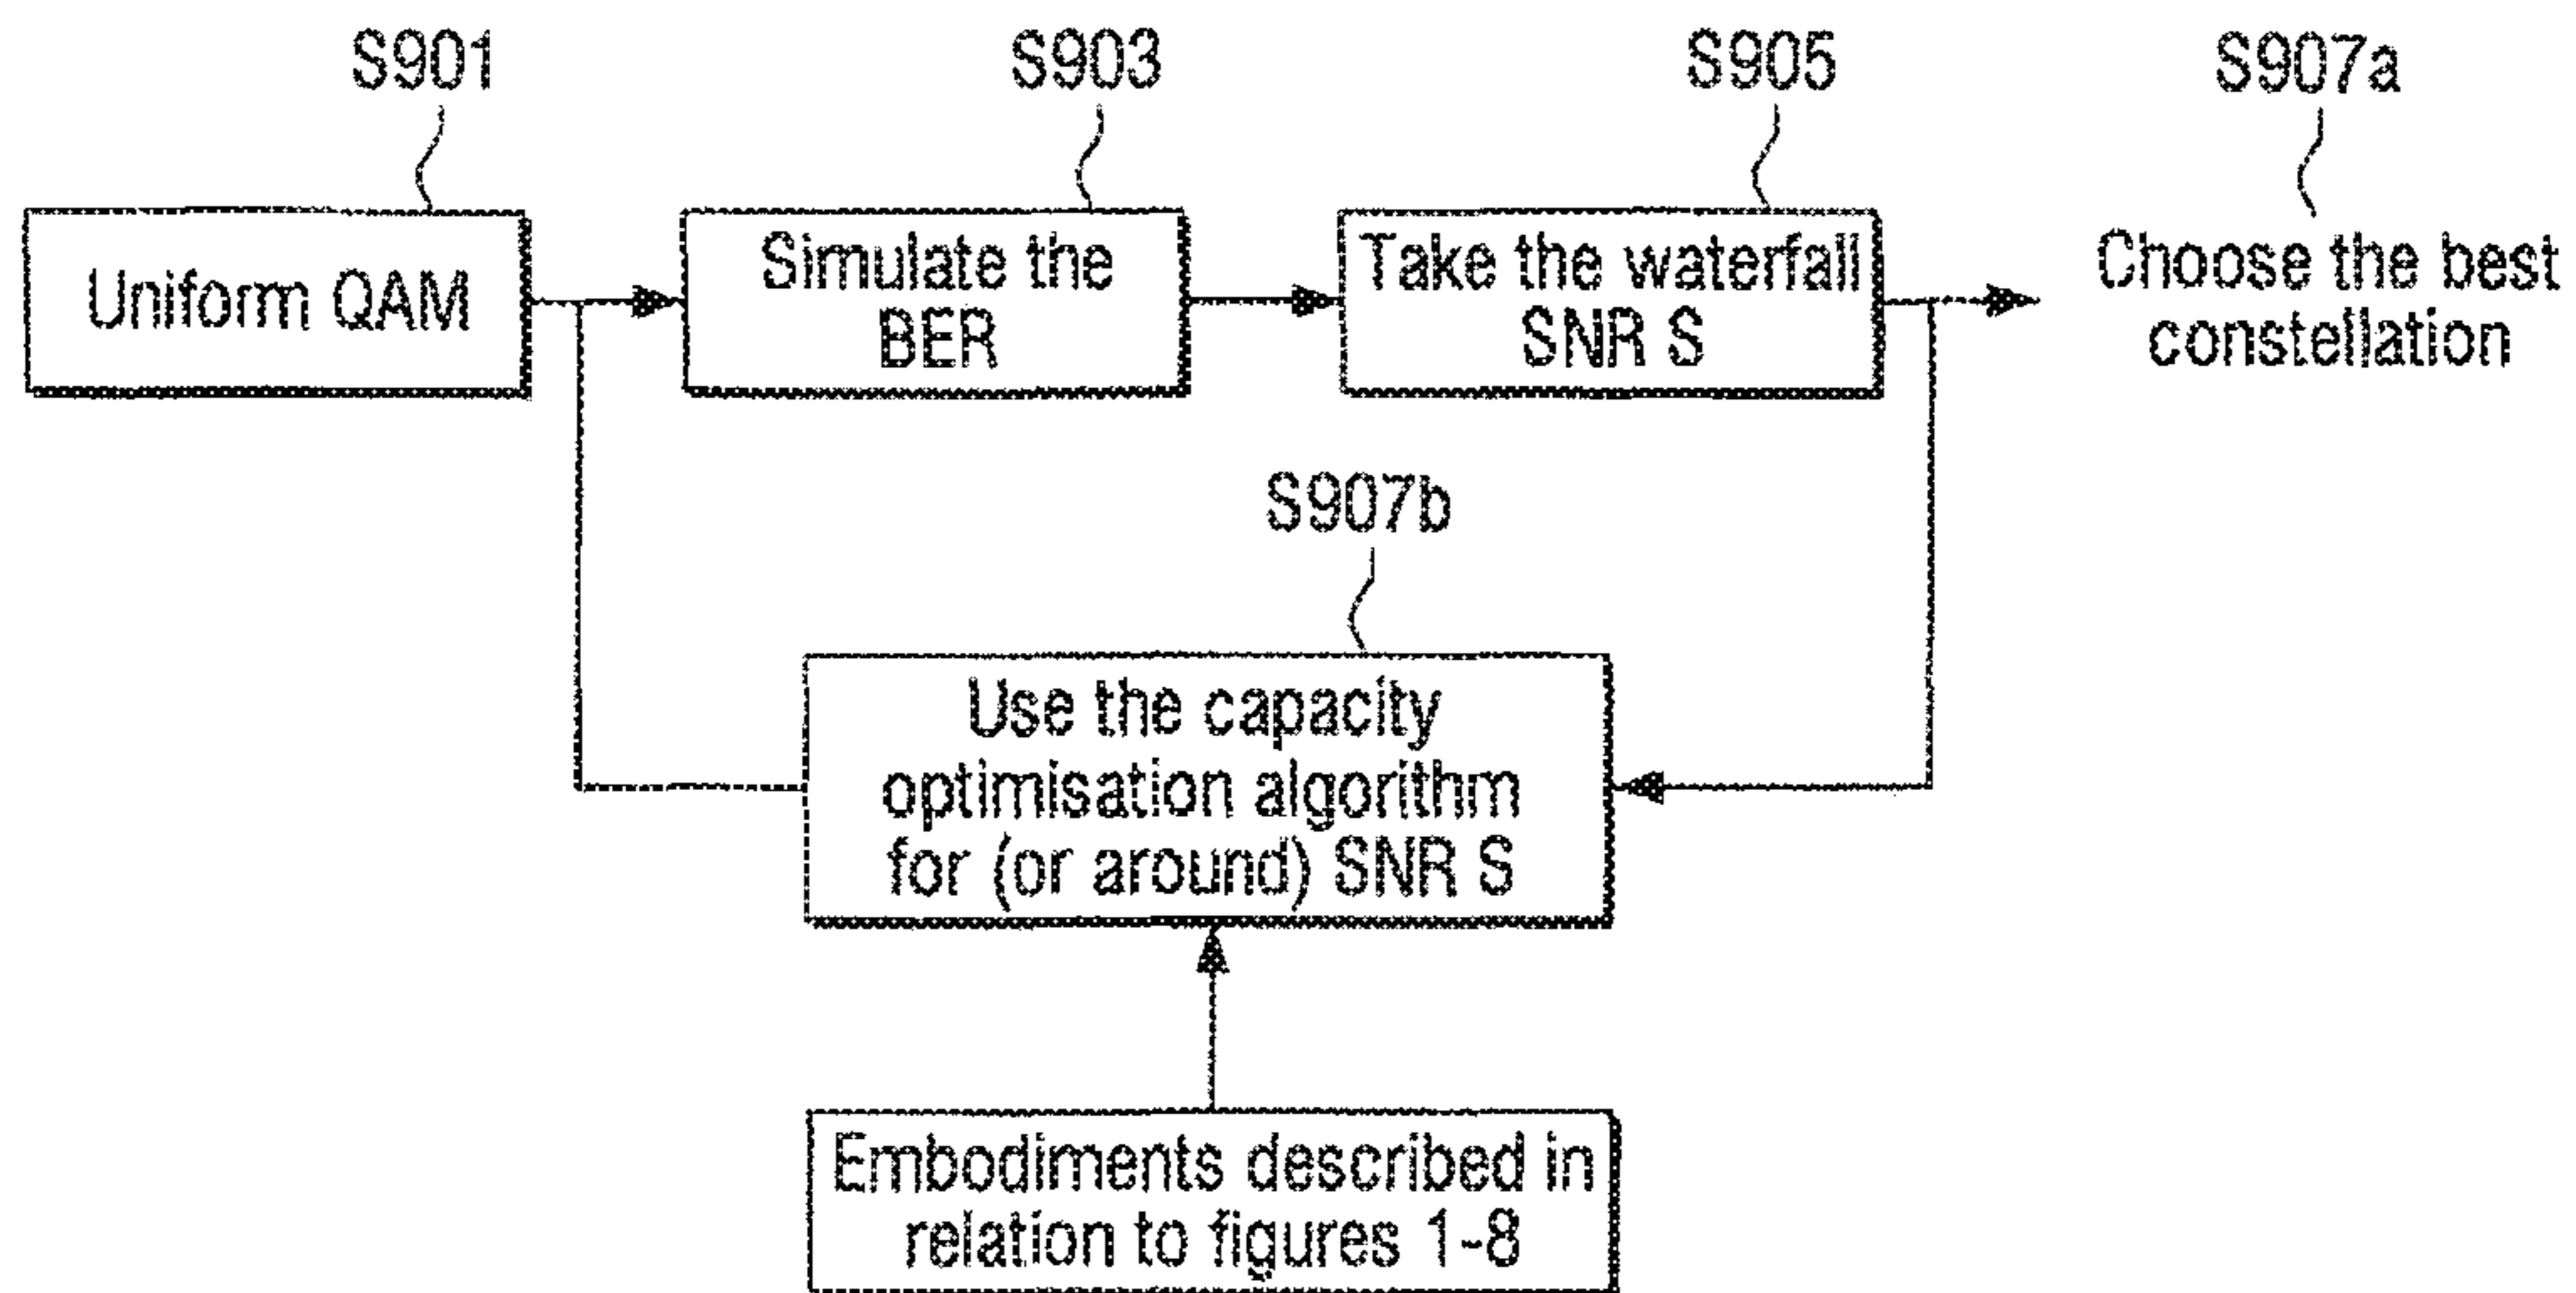 S901
S903
S905
S907a
Uniform QAM
Simulate the
BER
Take the waterfall
SNR S
Choose the best
constellation
S907b
Use the capacity
optimisation algorithm
for (or around) SNR S
Embodiments described in
relation to figures 1-8